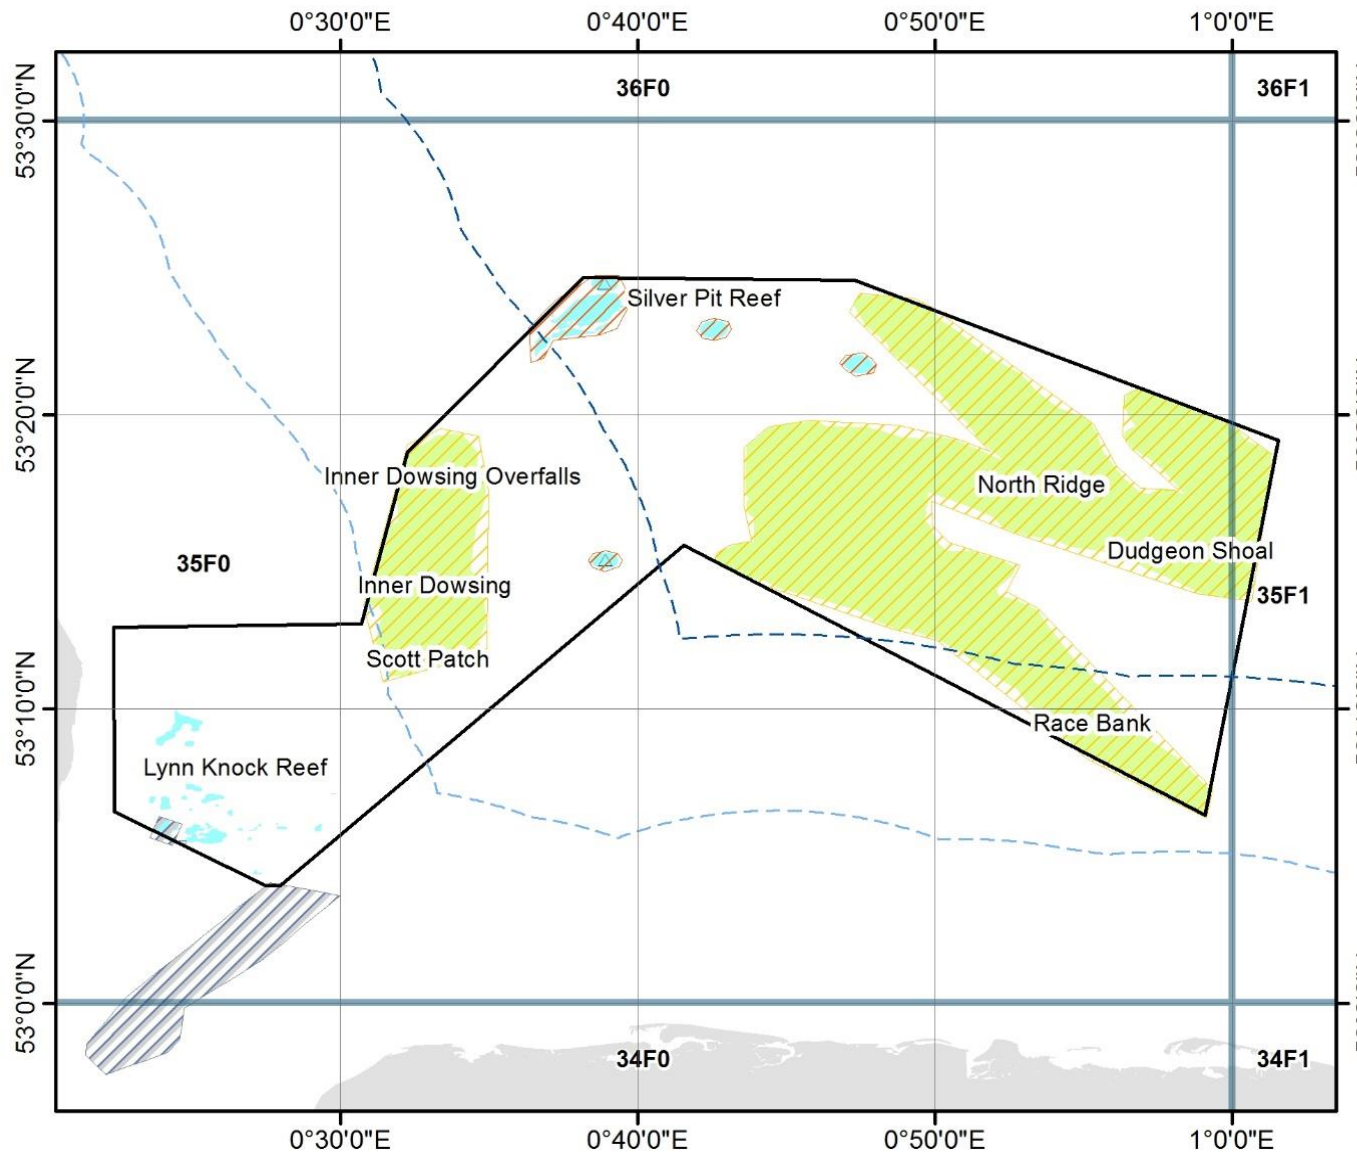 0°30'0"E
0°40'0"E
0°50'0"E
1°0'0"E
36F0
36F1
53°30'0"N
Silver Pit Reef
53°20'0"N
Inner Dowsing Overfalls
North Ridge
Dudgeon Shoal
35F0
Inner Dowsing
35F1
Scott Patch
53°10'0"N
Race Bank
Lynn Knock Reef
53°0'0"N
34F0
34F1
0°30'0"E
0°40'0"E
0°50'0"E
1°0'0"E